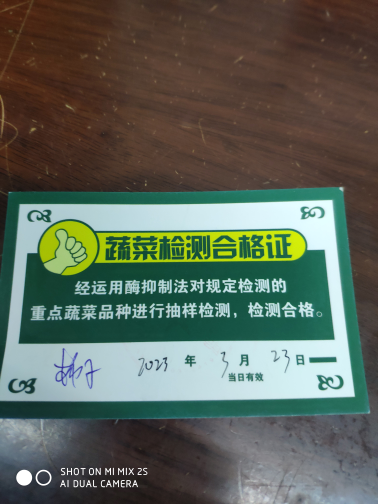 蔬菜检测合格证
经运用酶抑制法对规定检测的
重点蔬菜品种进行抽样检测，检测合格。
2023 年 3 月 23 日
当日有效
SHOT ON MI MIX 2S
AI DUAL CAMERA